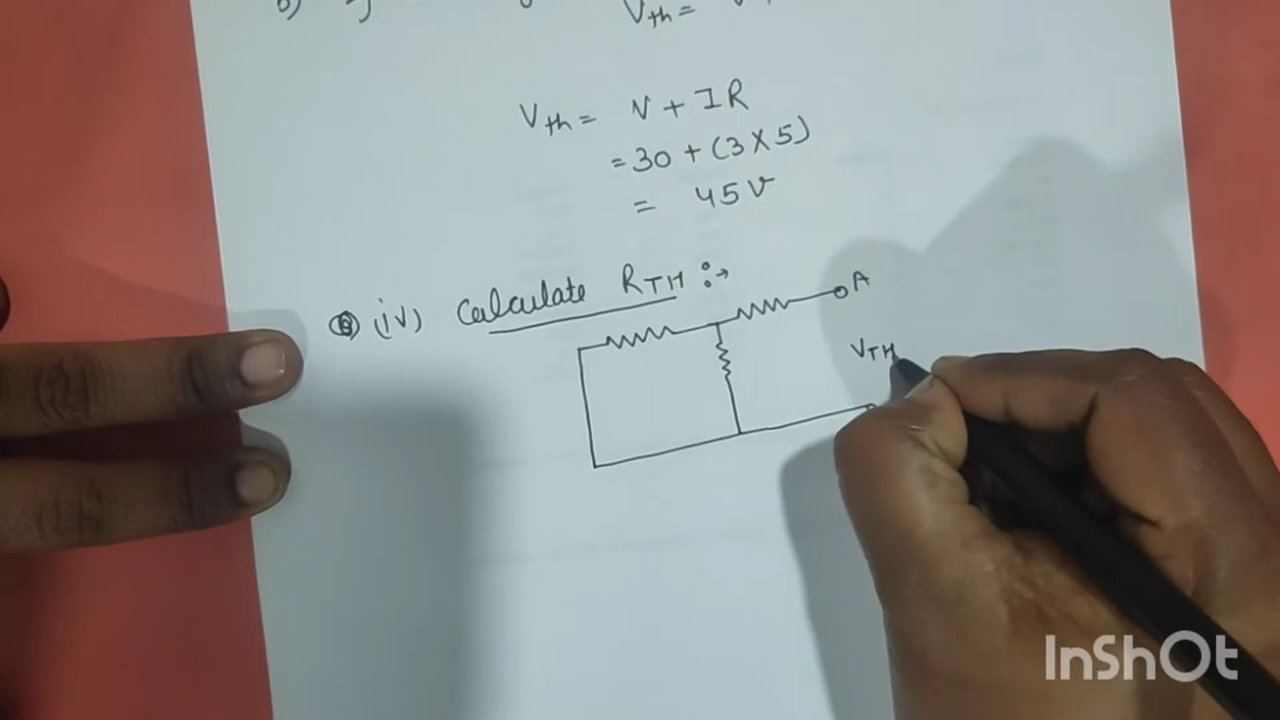 b)
Vth = V
Vth = V + IR
= 30 + (3 X 5)
= 45V
(iv) Calculate RTH :→
A
VTH
InShOt